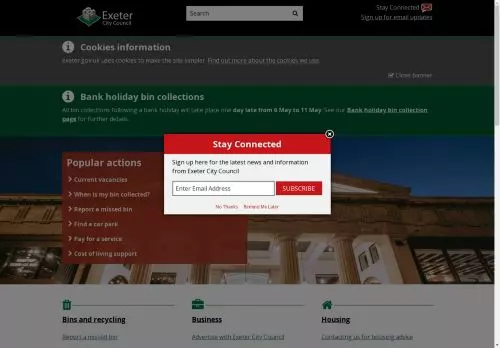 Exeter
City Council
Search
Stay Connected
Sign up for email updates
Cookies information
exeter.gov.uk uses cookies to make the site simpler. Find out more about the cookies we use
Close banner
Bank holiday bin collections
All bin collections following a bank holiday will take place one day late from 6 May to 11 May. See our Bank holiday bin collection
page for further details.
Stay Connected
Sign up here for the latest news and information
from Exeter City Council
Enter Email Address
SUBSCRIBE
No Thanks
Remind Me Later
Popular actions
Current vacancies
When is my bin collected?
Report a missed bin
Find a car park
Pay for a service
Cost of living support
Bins and recycling
Business
Housing
Report a missed bin
Advertise with Exeter City Council
Contacting us for housing advice